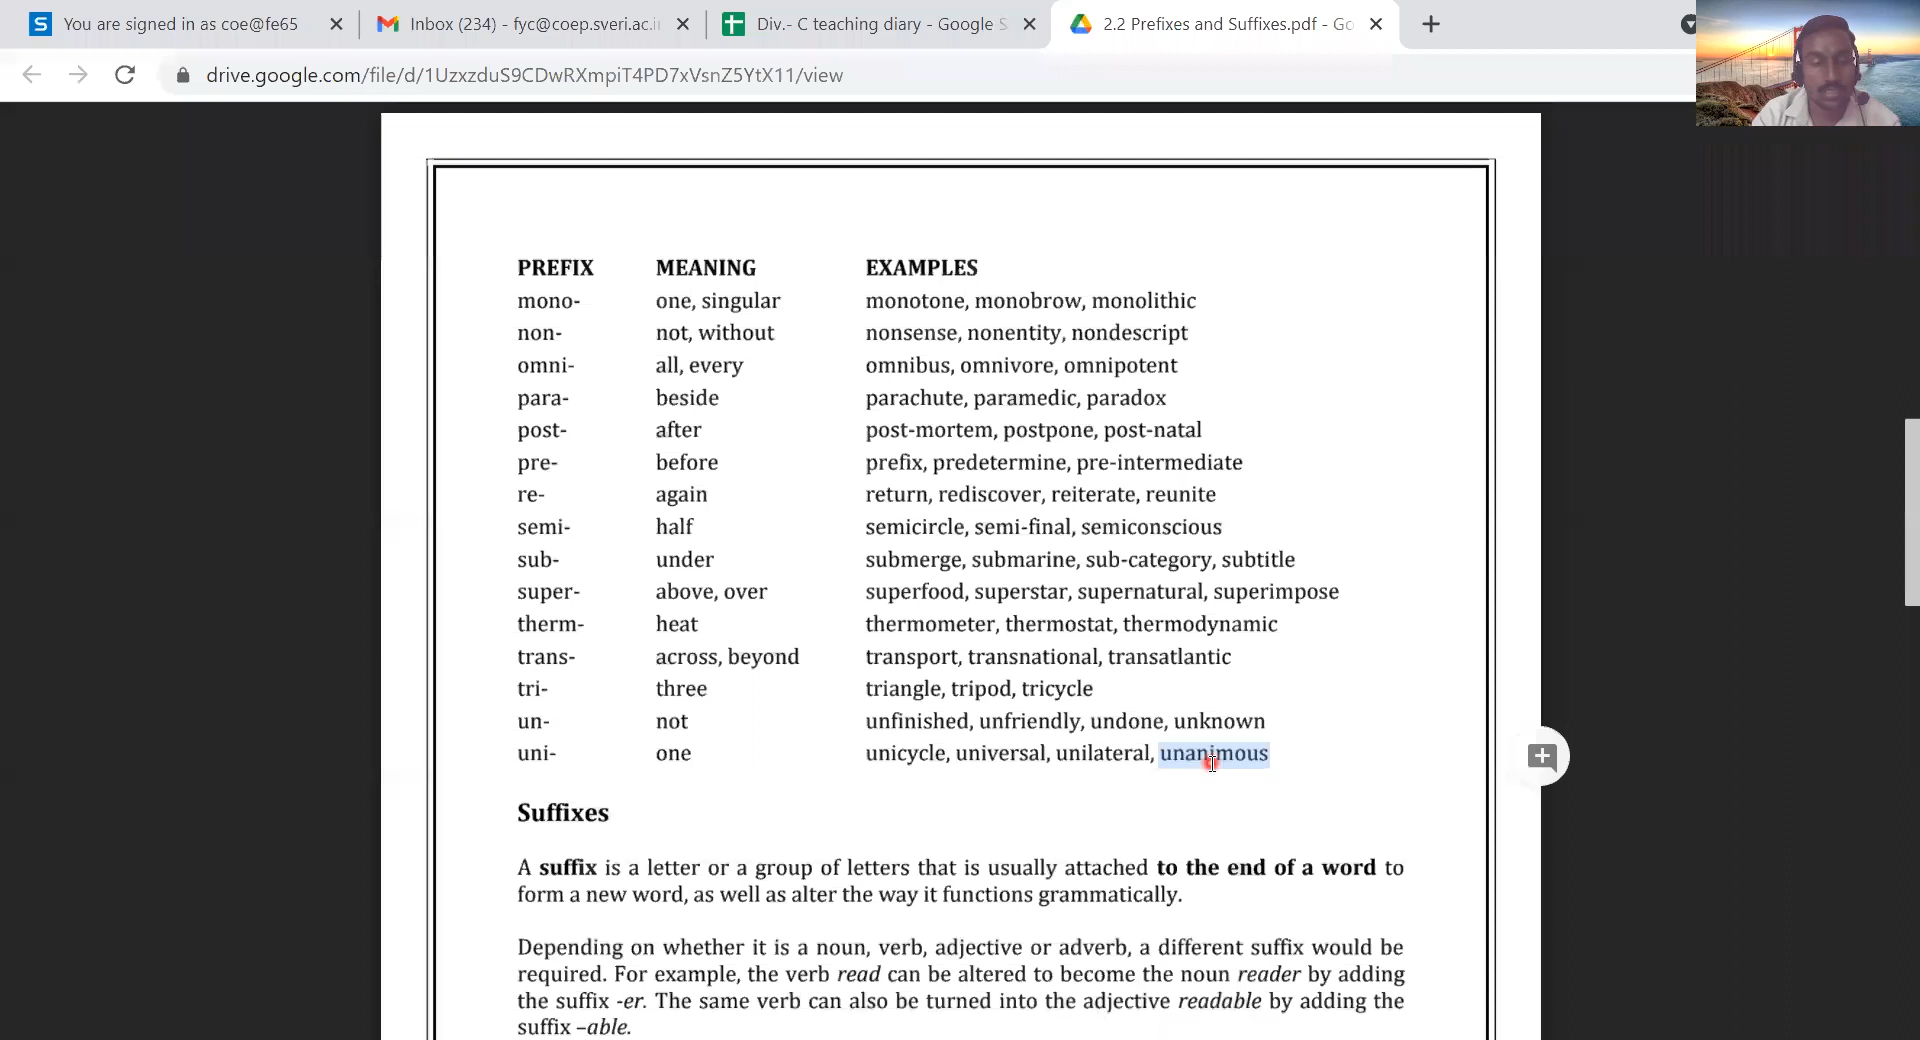 You are signed in as coe@fe65
Inbox (234) - fyc@coep.sveri.ac.i
Div.- C teaching diary - Google S
2.2 Prefixes and Suffixes.pdf - Go
drive.google.com/file/d/1UzxzduS9CDwRXmpiT4PD7xVsnZ5YtX11/view
PREFIX MEANING EXAMPLES
mono- one, singular monotone, monobrow, monolithic
non- not, without nonsense, nonentity, nondescript
omni- all, every omnibus, omnivore, omnipotent
para- beside parachute, paramedic, paradox
post- after post-mortem, postpone, post-natal
pre- before prefix, predetermine, pre-intermediate
re- again return, rediscover, reiterate, reunite
semi- half semicircle, semi-final, semiconscious
sub- under submerge, submarine, sub-category, subtitle
super- above, over superfood, superstar, supernatural, superimpose
therm- heat thermometer, thermostat, thermodynamic
trans- across, beyond transport, transnational, transatlantic
tri- three triangle, tripod, tricycle
un- not unfinished, unfriendly, undone, unknown
uni- one unicycle, universal, unilateral, unanimous
Suffixes
A suffix is a letter or a group of letters that is usually attached to the end of a word to
form a new word, as well as alter the way it functions grammatically.
Depending on whether it is a noun, verb, adjective or adverb, a different suffix would be
required. For example, the verb read can be altered to become the noun reader by adding
the suffix -er. The same verb can also be turned into the adjective readable by adding the
suffix –able.